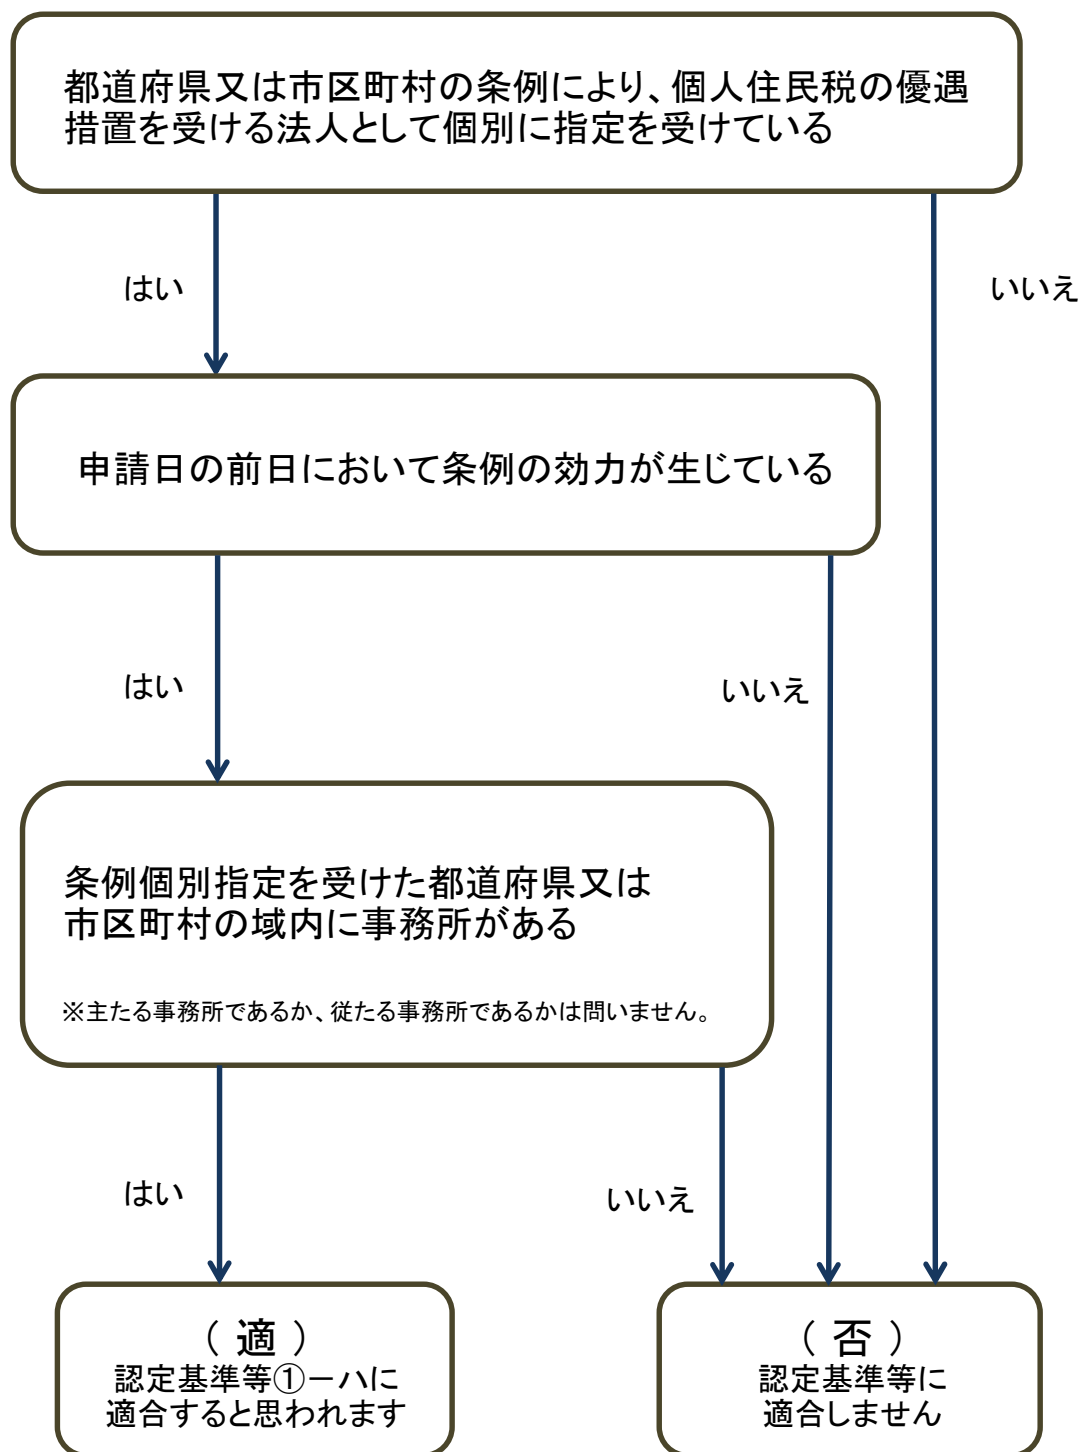 都道府県又は市区町村の条例により、個人住民税の優遇
措置を受ける法人として個別に指定を受けている
はい
いいえ
申請日の前日において条例の効力が生じている
はい
いいえ
条例個別指定を受けた都道府県又は
市区町村の域内に事務所がある
※主たる事務所であるか、従たる事務所であるかは問いません。
はい
いいえ
（ 適 ）
認定基準等①－ハに
適合すると思われます
（ 否 ）
認定基準等に
適合しません